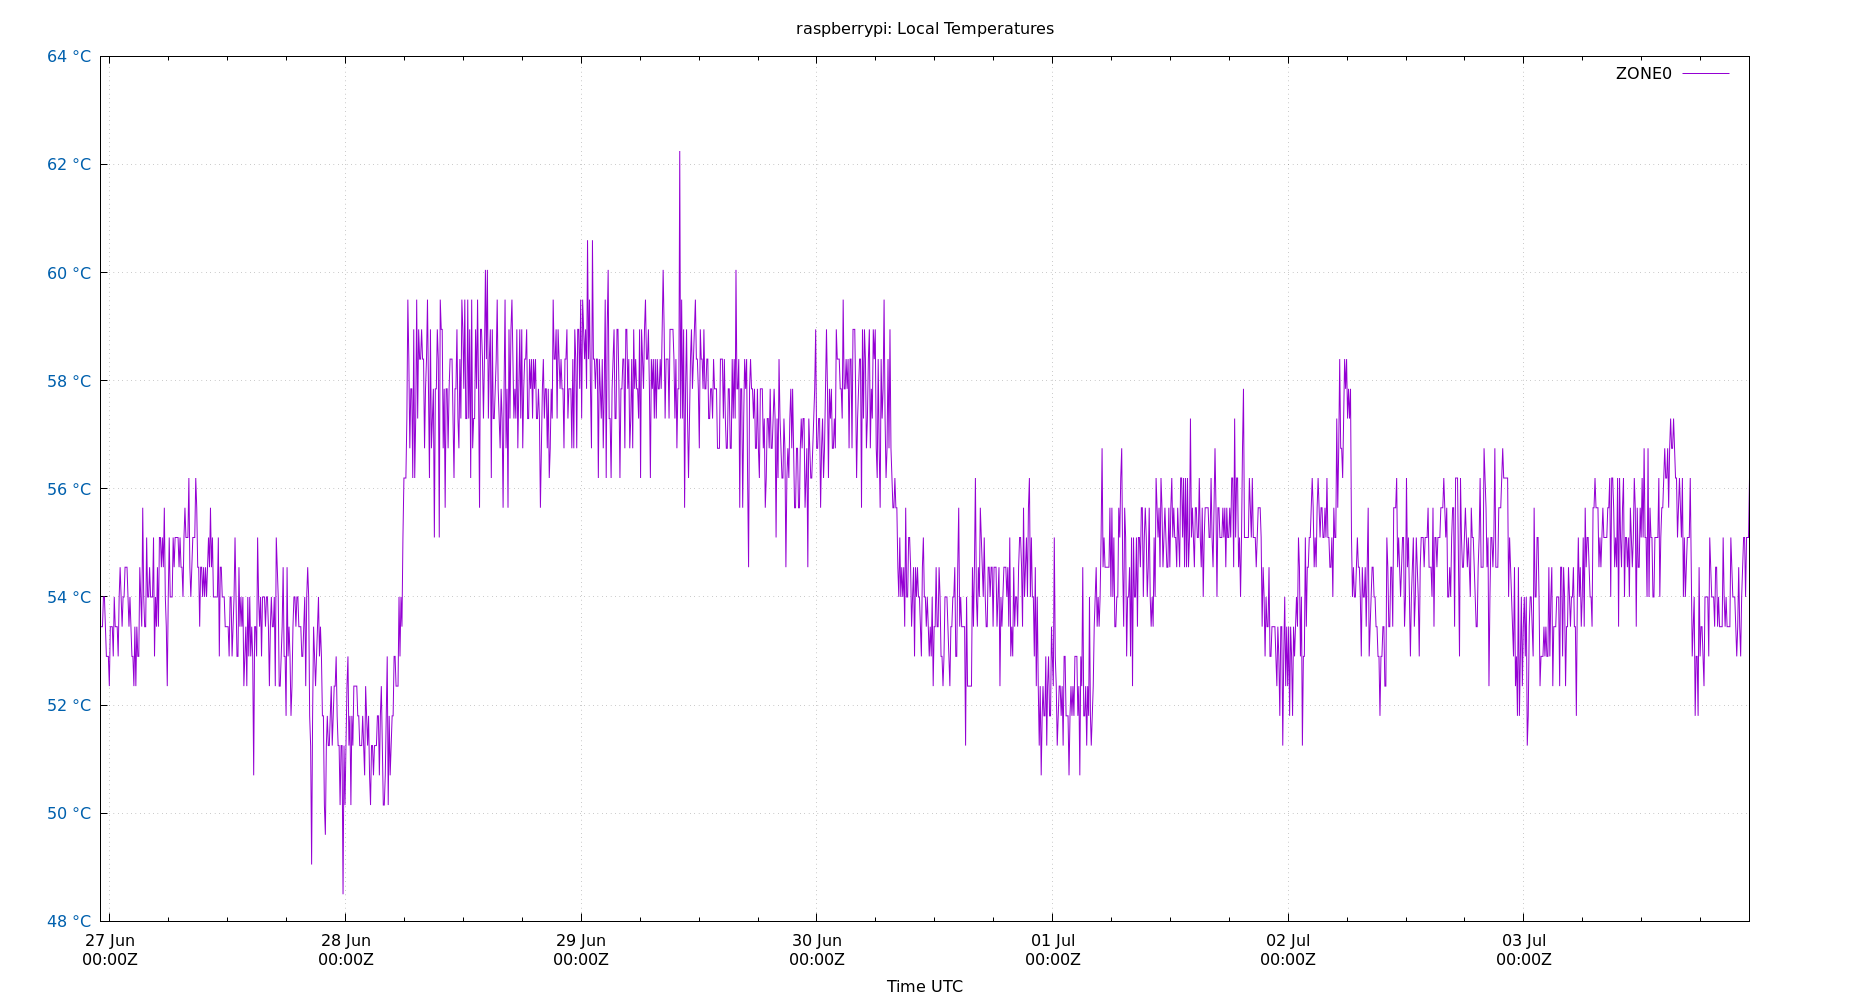 raspberrypi: Local Temperatures
64 °C
ZONE0
62 °C
60 °C
58 °C
56 °C
54 °C
52 °C
50 °C
48 °C
27 Jun 28 Jun 29 Jun 30 Jun 01 Jul 02 Jul 03 Jul
00:00Z 00:00Z 00:00Z 00:00Z 00:00Z 00:00Z 00:00Z
Time UTC